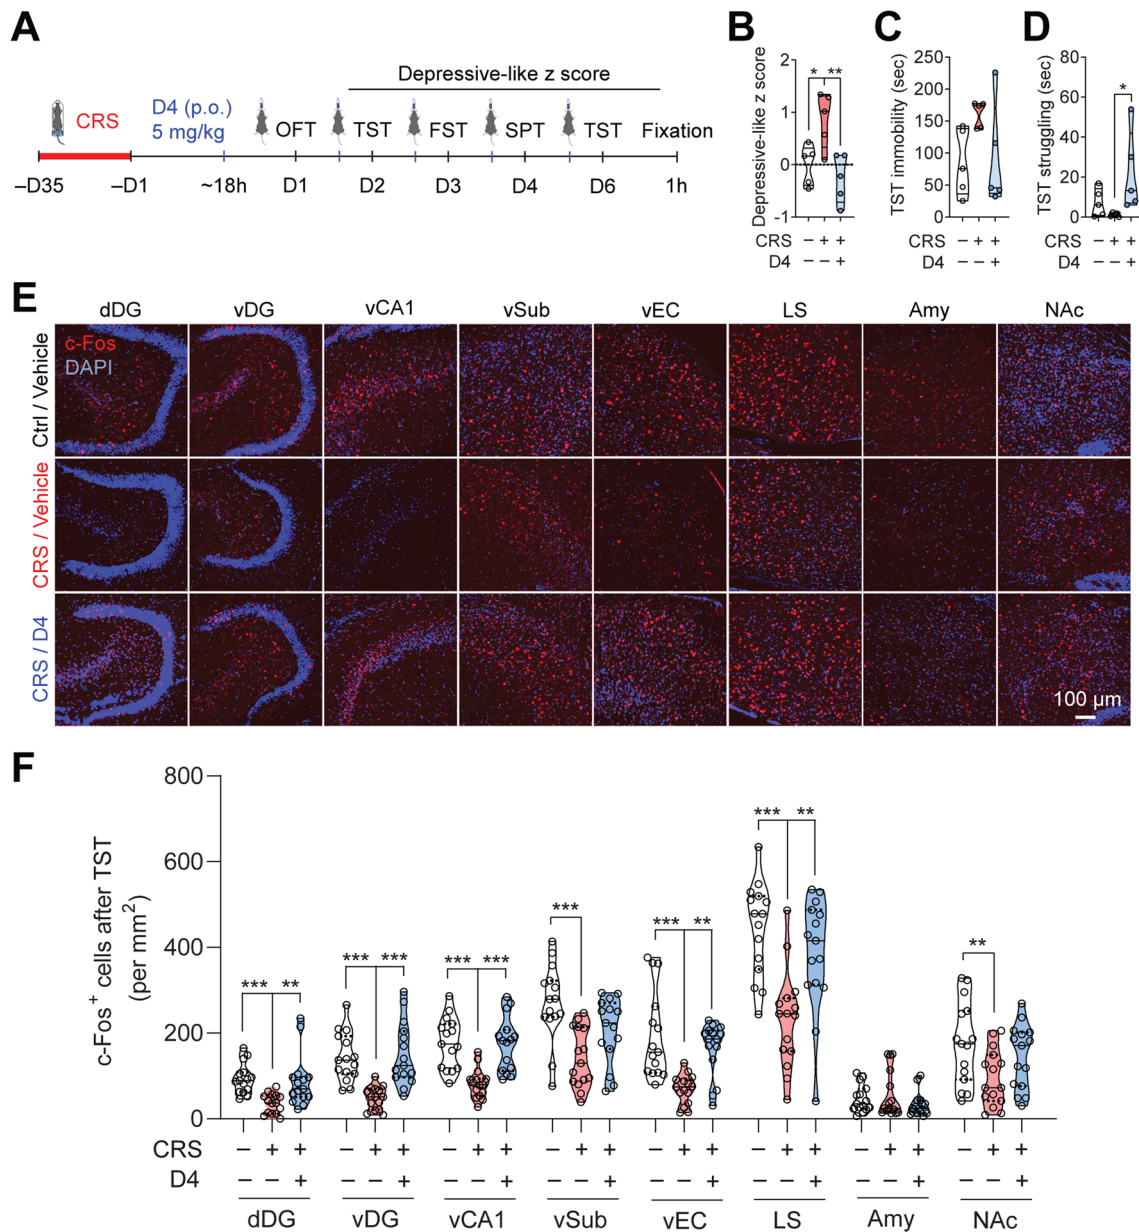 A
Depressive-like z score
CRS
D4 (p.o.)
5 mg/kg
OFT
TST
FST
SPT
TST
Fixation
–D35
–D1
~18h
D1
D2
D3
D4
D6
1h
B
Depressive-like z score
2
1
0
-1
* **
CRS – + +
D4 – – +
C
TST immobility (sec)
250
200
150
100
50
0
CRS – + +
D4 – – +
D
TST struggling (sec)
80
60
40
20
0
*
CRS – + +
D4 – – +
E
dDG vDG vCA1 vSub vEC LS Amy NAc
c-Fos
DAPI
Ctrl / Vehicle
CRS / Vehicle
CRS / D4
100 µm
F
c-Fos⁺ cells after TST
(per mm²)
800
600
400
200
0
*** **
*** ***
*** ***
***
*** **
*** **
**
CRS – + + – + + – + + – + + – + + – + + – + + – + +
D4 – – + – – + – – + – – + – – + – – + – – + – – +
dDG vDG vCA1 vSub vEC LS Amy NAc